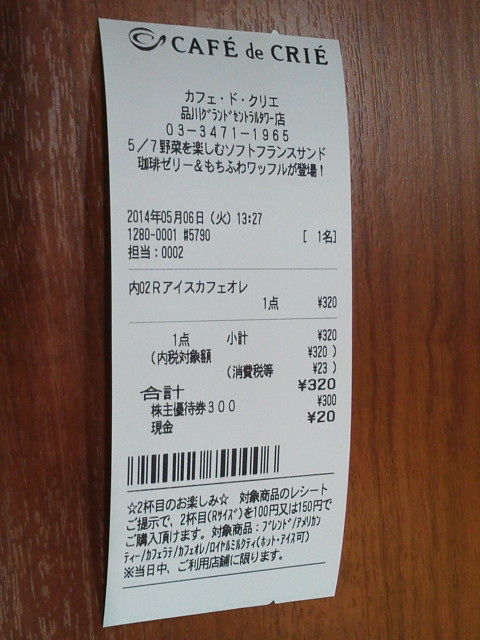 CAFÉ de CRIÉ
カフェ・ド・クリエ
品川グランドセントラルタワー店
03-3471-1965
5/7野菜を楽しむソフトフランスサンド
珈琲ゼリー&もちふわワッフルが登場!
2014年05月06日(火)13:27
1280-0001 #5790 [ 1名]
担当:0002
内02Rアイスカフェオレ
1点 ¥320
1点 小計 ¥320
(内税対象額 ¥320 )
(消費税等 ¥23 )
合計 ¥320
株主優待券300 ¥300
現金 ¥20
☆2杯目のお楽しみ☆ 対象商品のレシート
ご提示で、2杯目(Rサイズ)を100円又は150円で
ご購入頂けます。対象商品:ブレンド/アメリカン
ティー/カフェラテ/カフェオレ/ロイヤルミルクティ(ホット・アイス可)
※当日中、ご利用店舗に限ります。